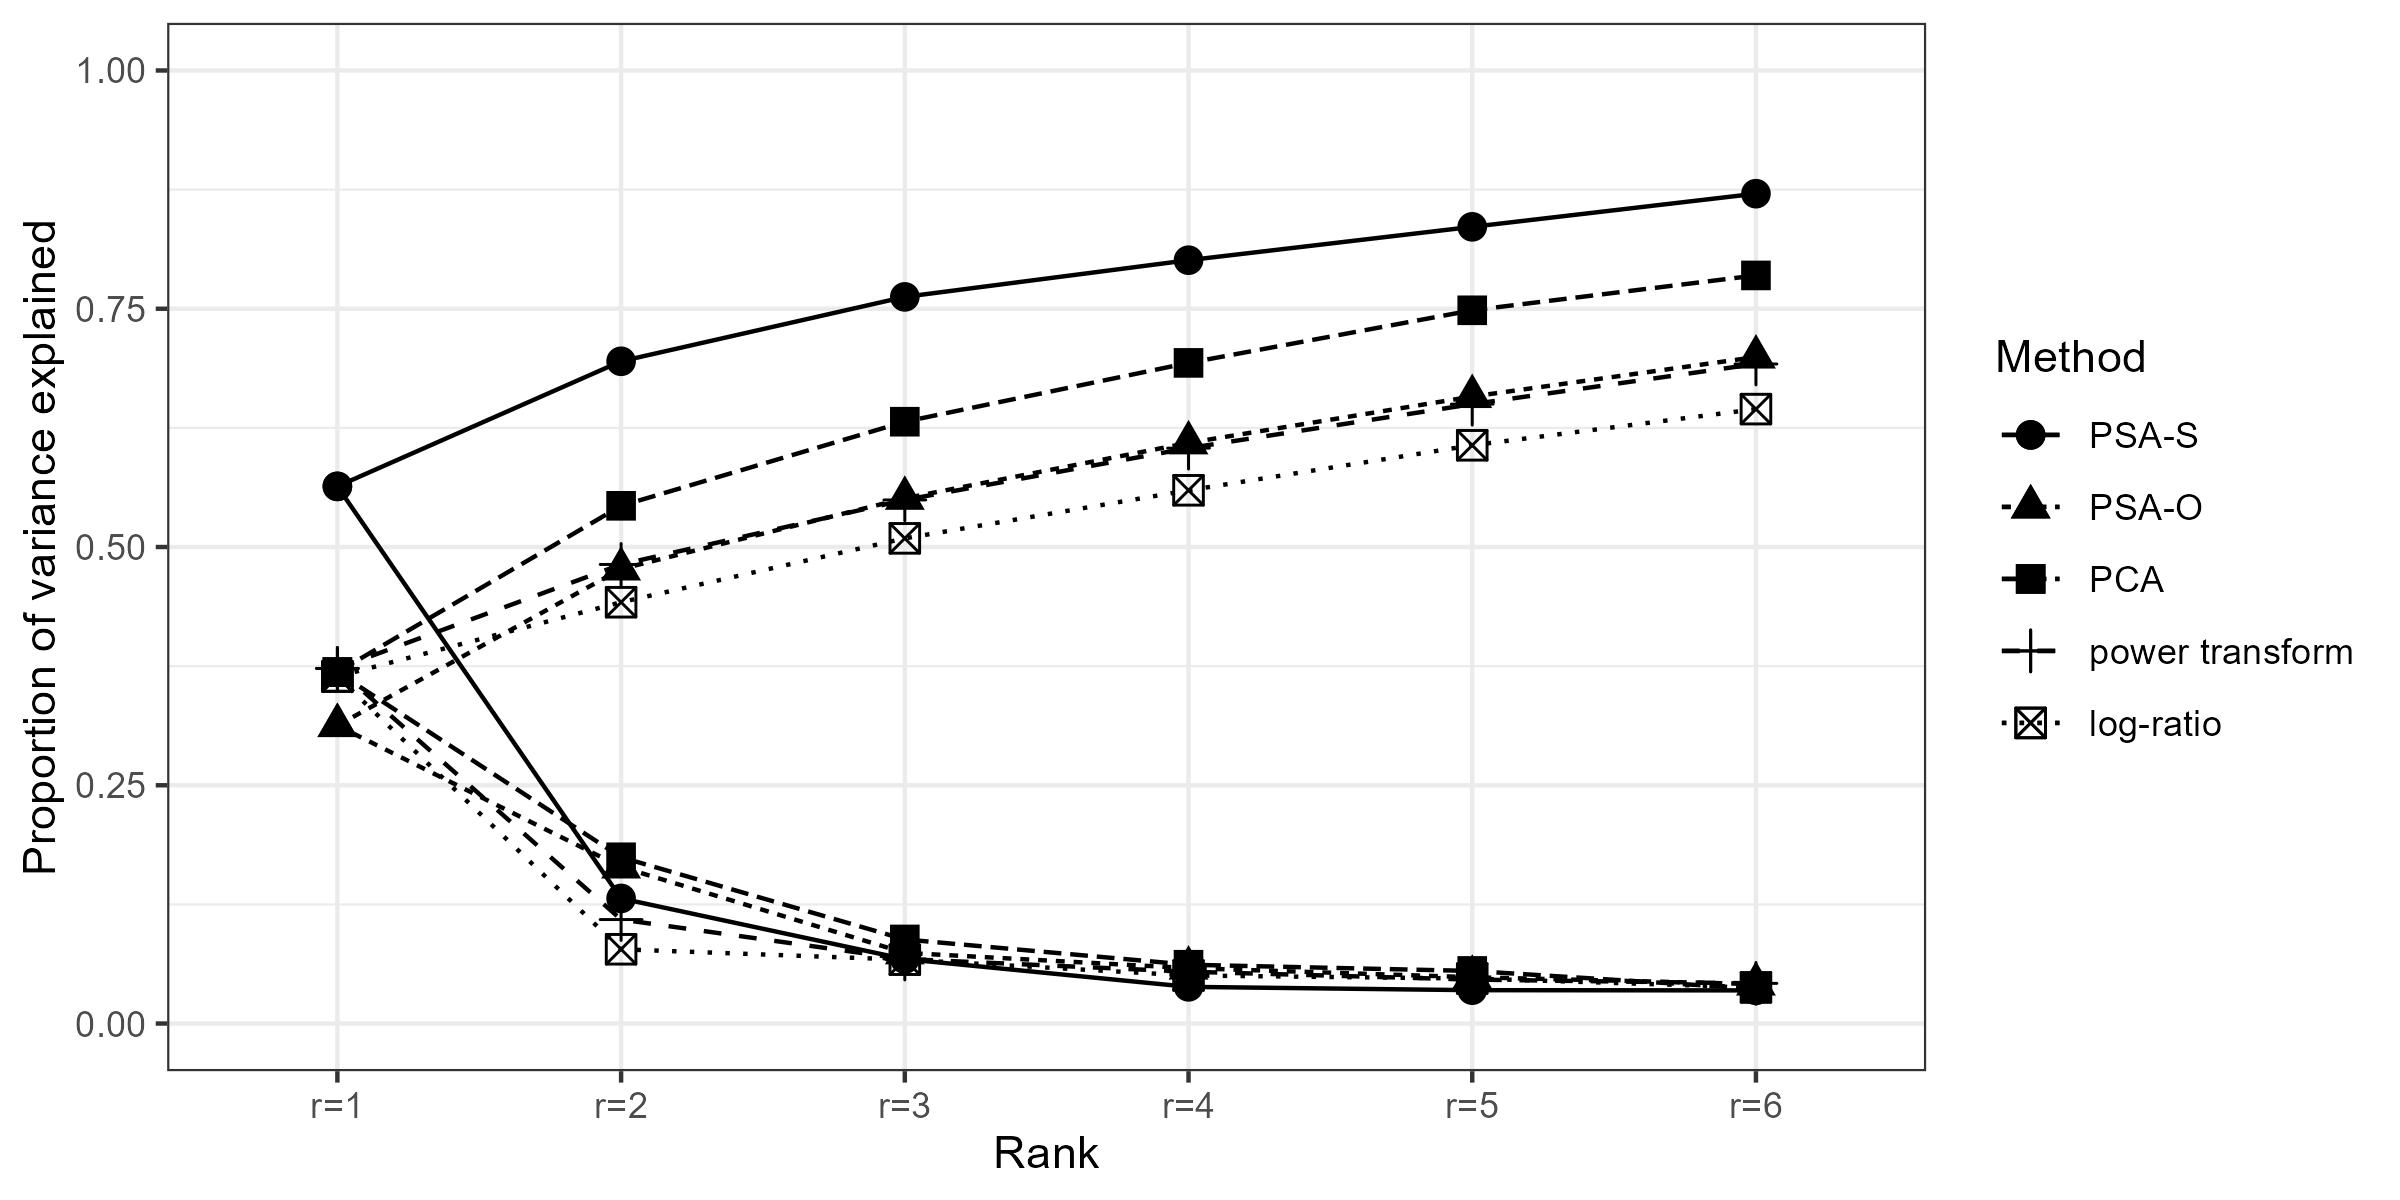 Proportion of variance explained
1.00
0.75
0.50
0.25
0.00
r=1
r=2
r=3
r=4
r=5
r=6
Rank
Method
PSA-S
PSA-O
PCA
power transform
log-ratio